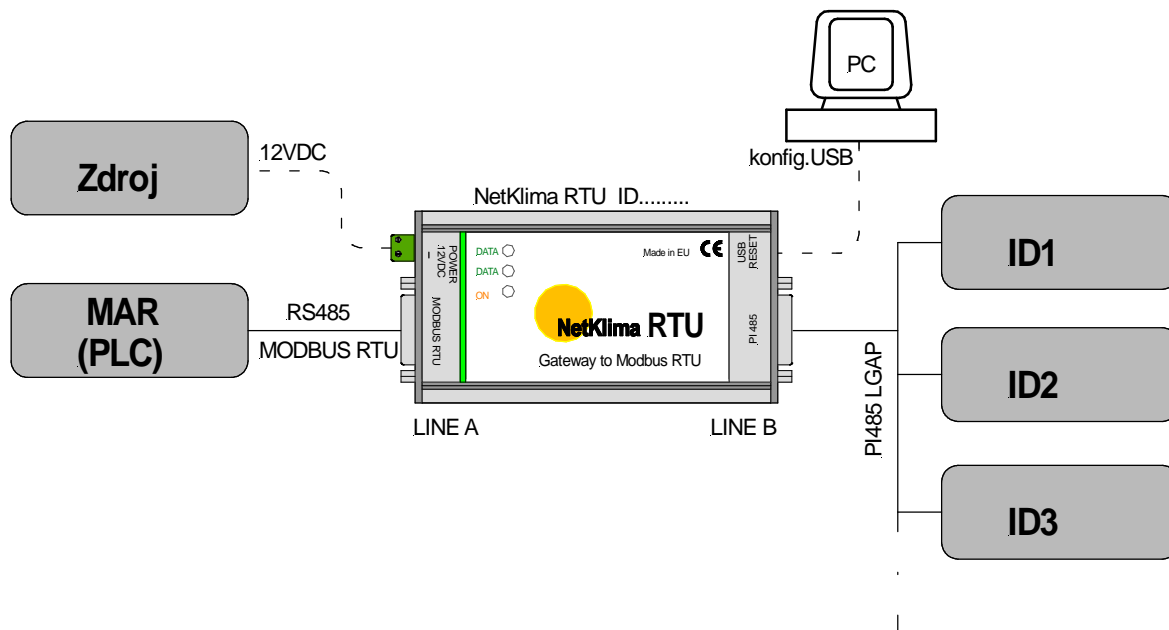 PC
konfig.USB
Zdroj
12VDC
NetKlima RTU ID.........
POWER
12VDC
–
MODBUS RTU
DATA
DATA
ON
Made in EU CE
USB
RESET
PI 485
NetKlima RTU
Gateway to Modbus RTU
MAR
(PLC)
RS485
MODBUS RTU
LINE A
LINE B
PI485 LGAP
ID1
ID2
ID3